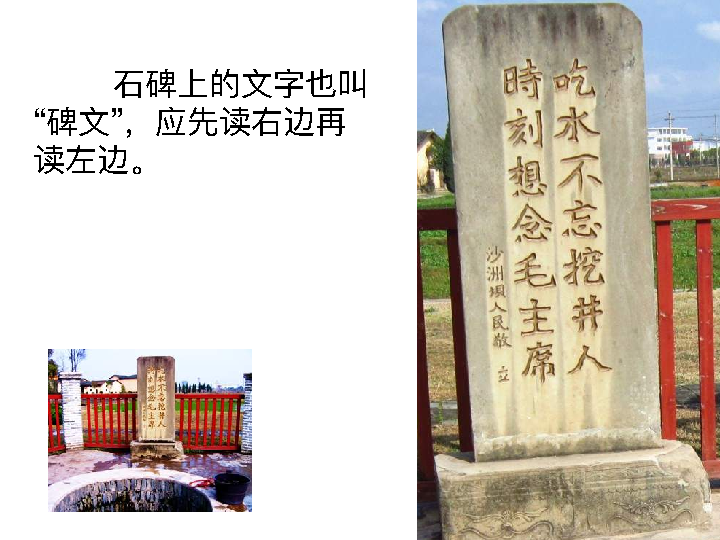 石碑上的文字也叫
“碑文”，应先读右边再
读左边。
吃水不忘挖井人
時刻想念毛主席
沙洲坝人民敬立